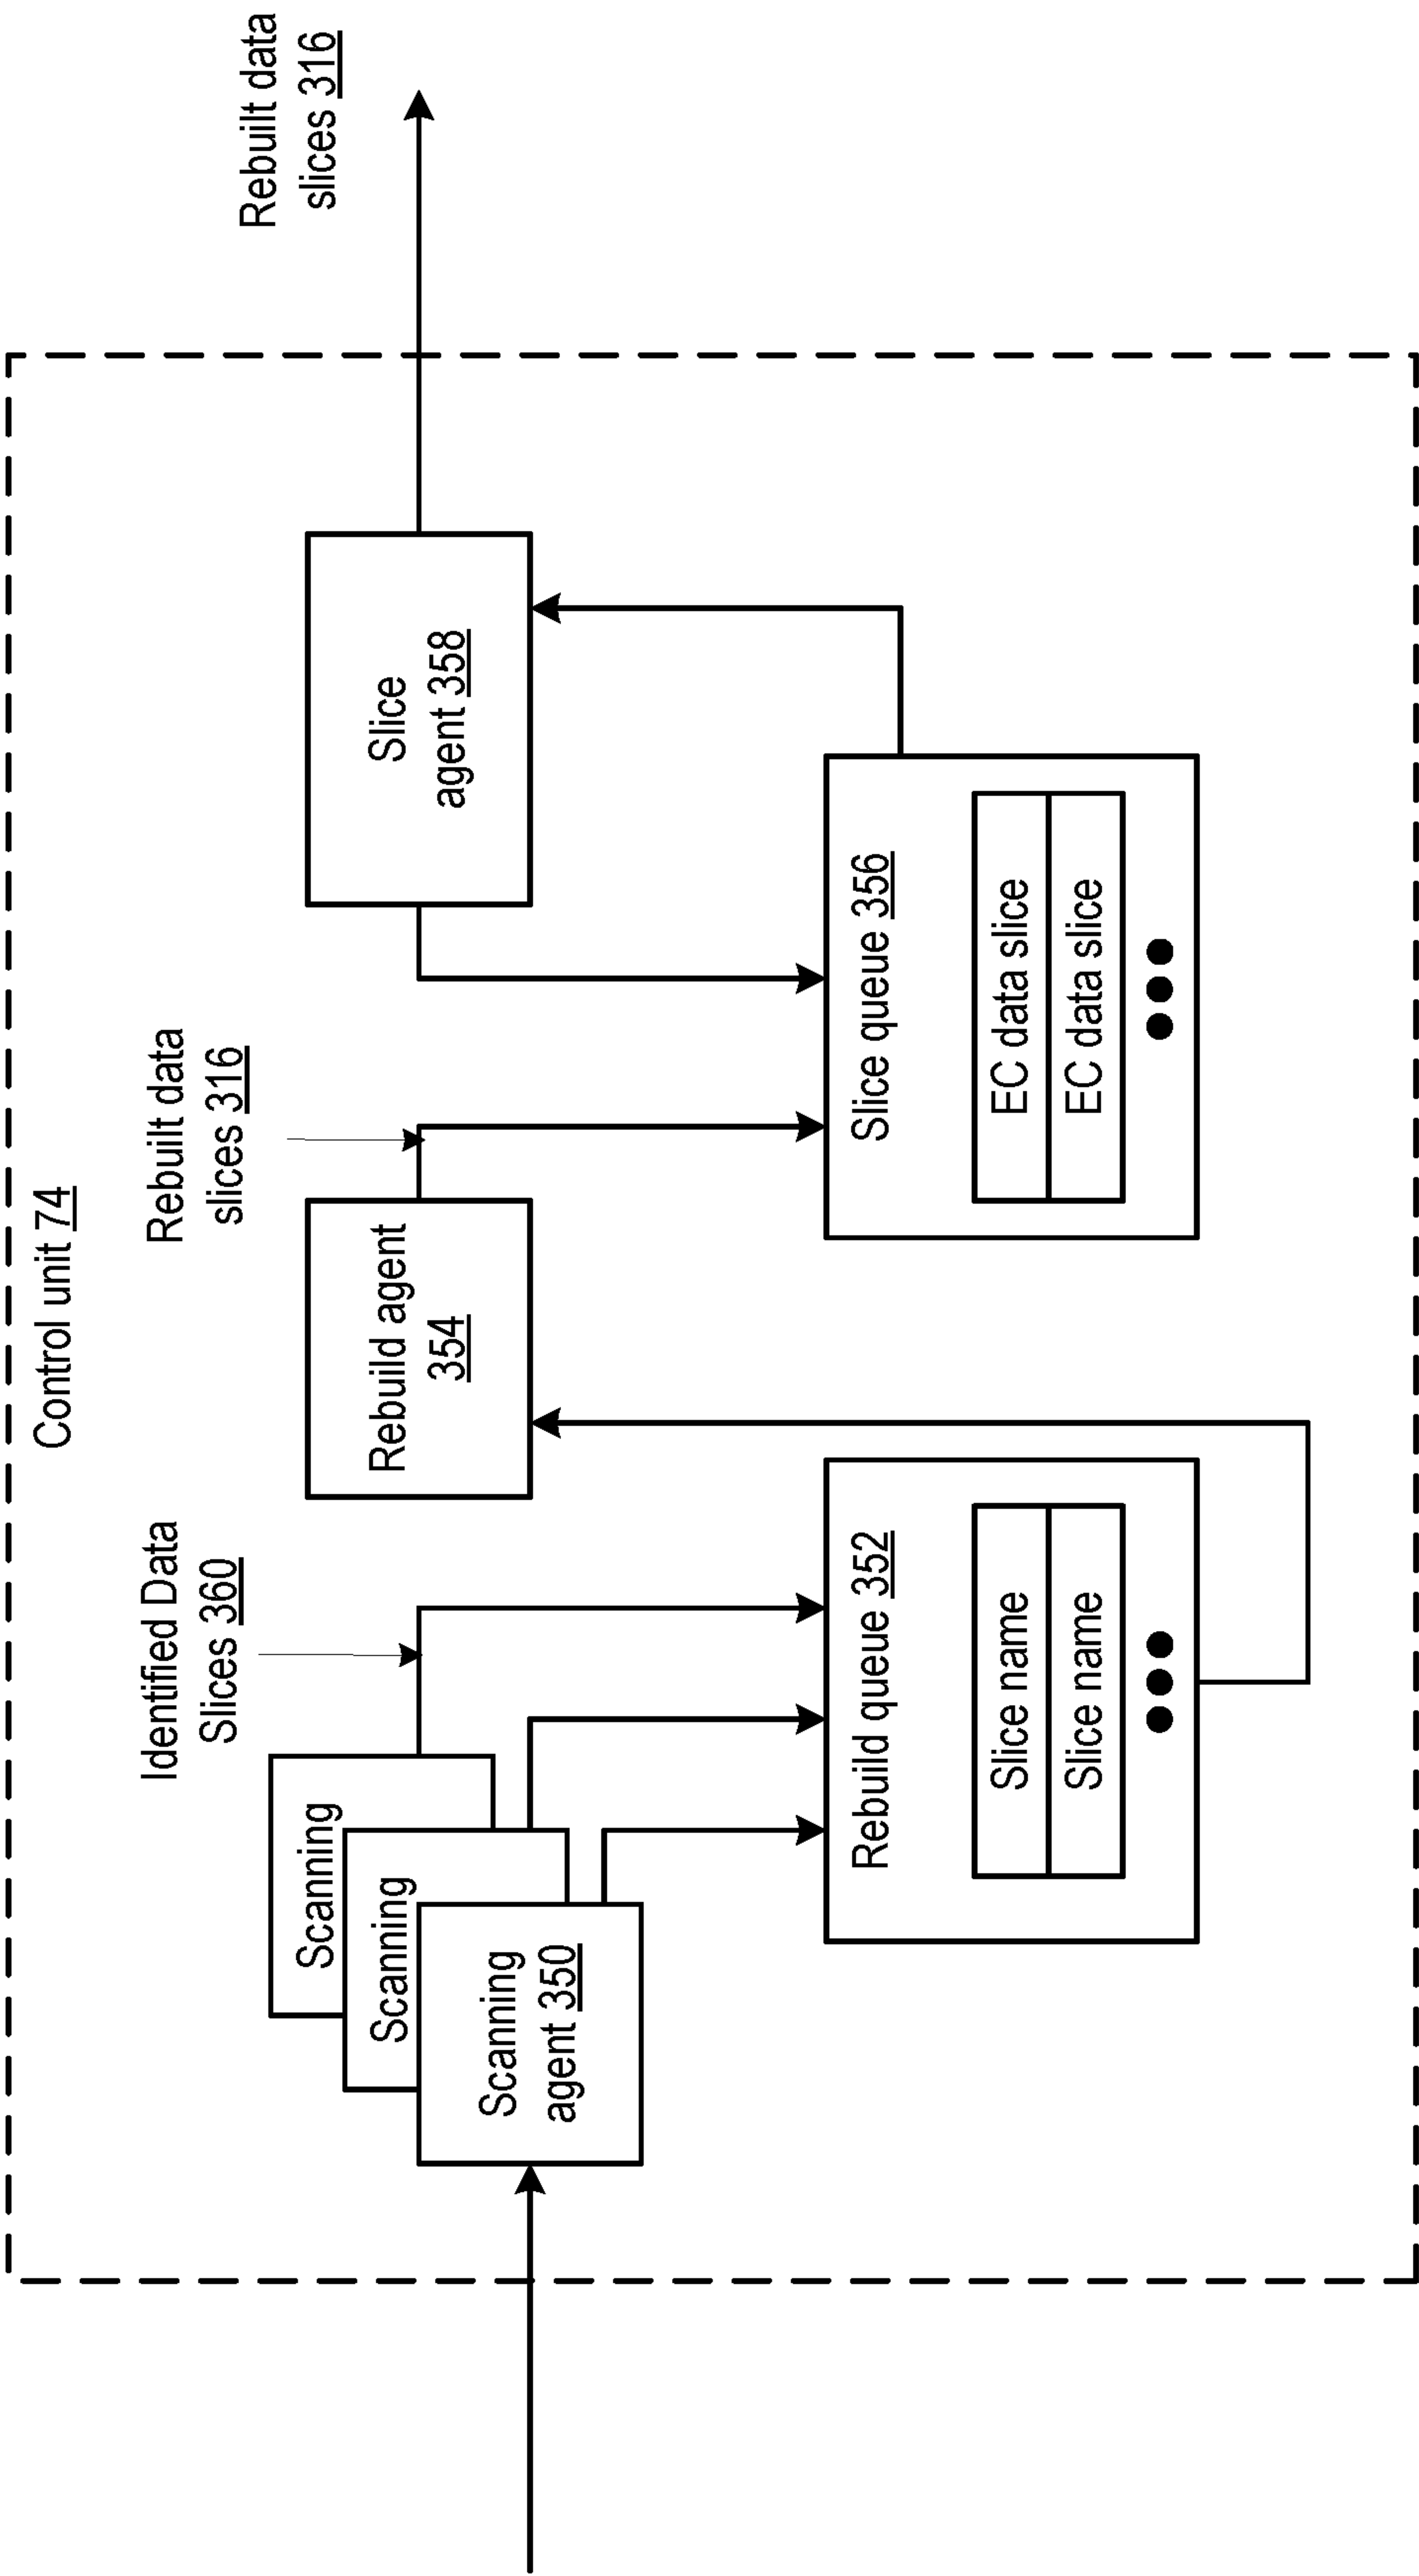 Control unit 74
Identified Data
Slices 360
Rebuilt data
slices 316
Rebuilt data
slices 316
Scanning
Scanning
Scanning
agent 350
Rebuild agent
354
Slice
agent 358
Rebuild queue 352
Slice name
Slice name
Slice queue 356
EC data slice
EC data slice